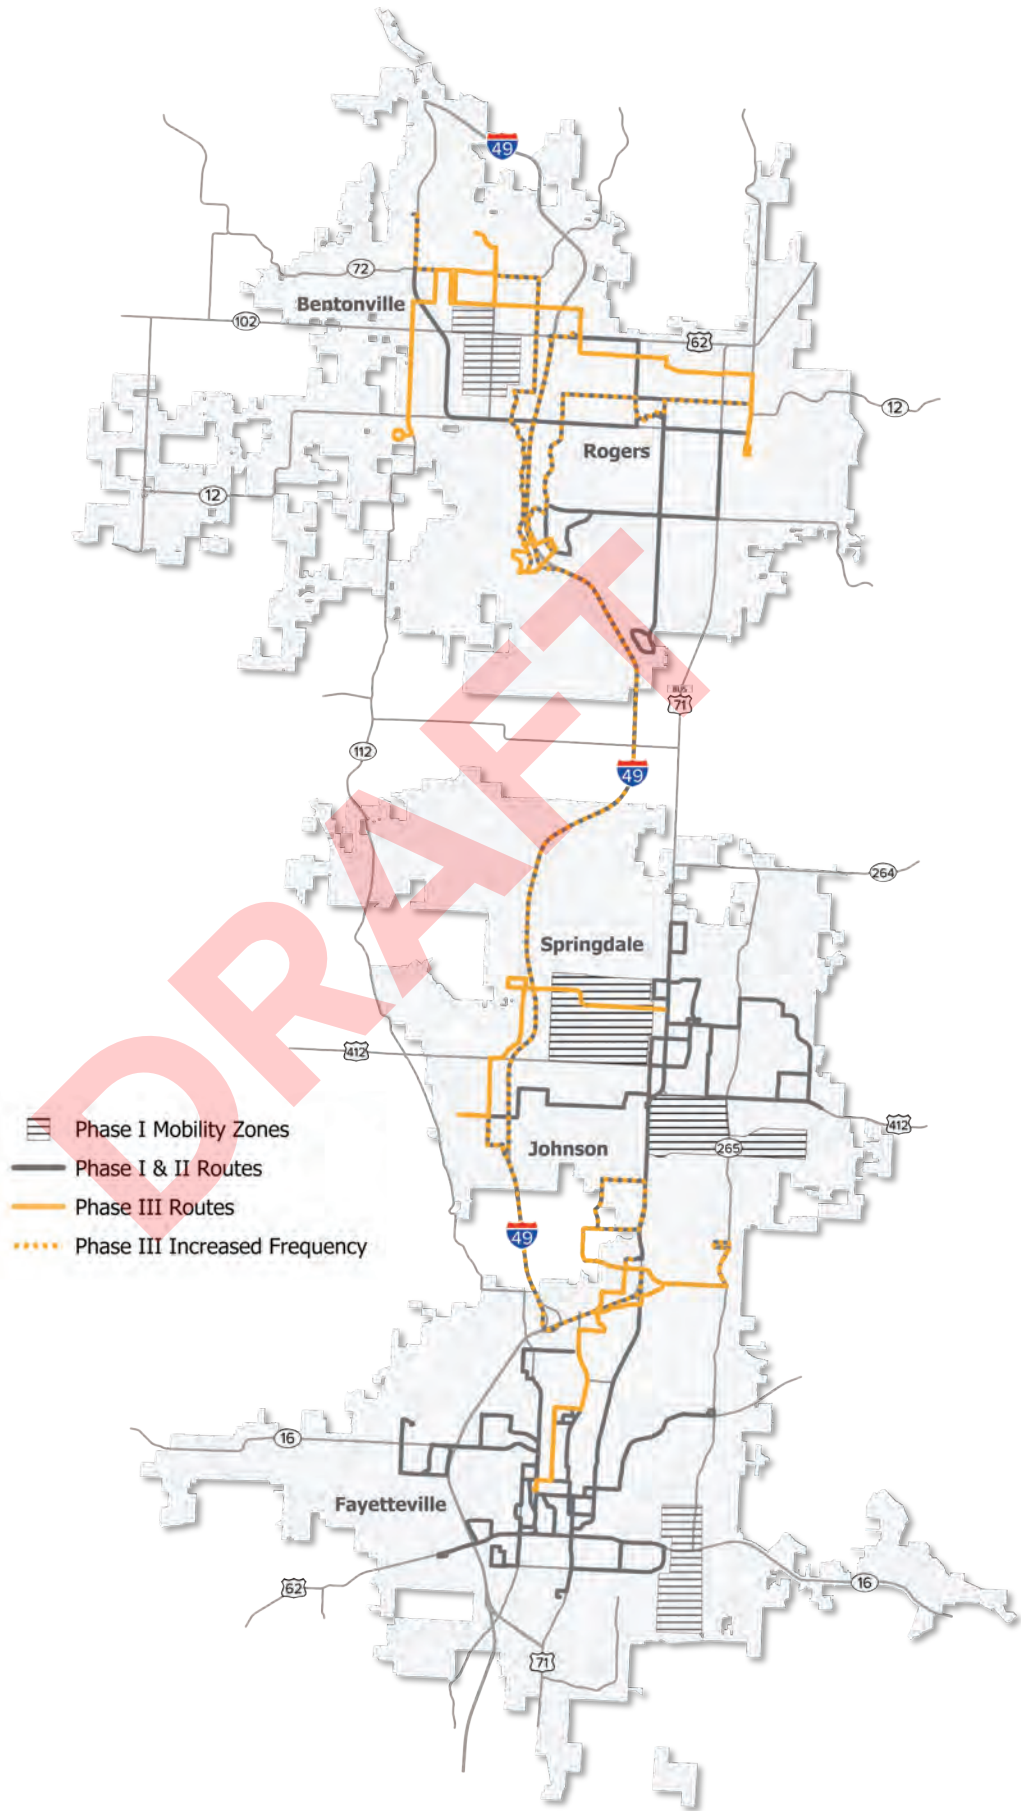 49
72
Bentonville
102
62
12
Rogers
12
BUS
71
112
49
264
Springdale
412
412
Phase I Mobility Zones
Johnson
265
Phase I & II Routes
Phase III Routes
49
Phase III Increased Frequency
16
Fayetteville
62
16
71
DRAFT